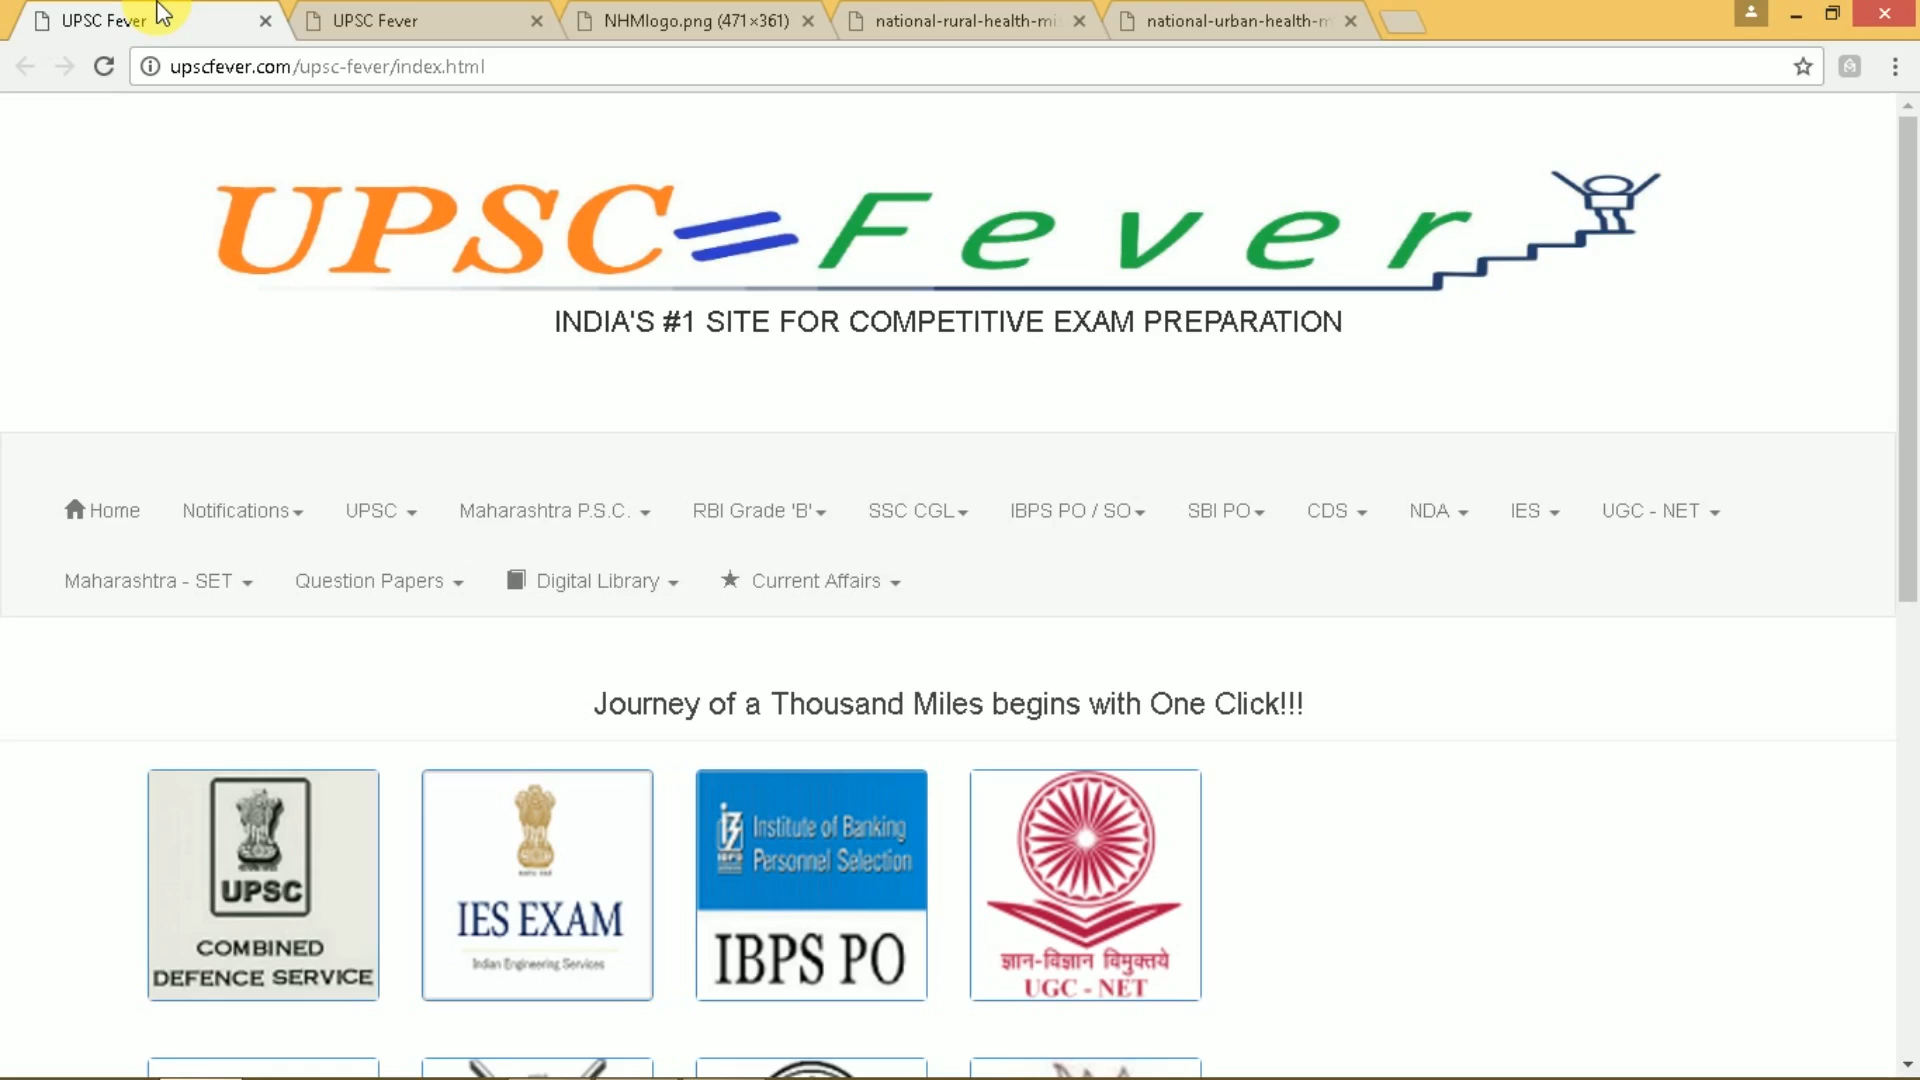 UPSC Fever
UPSC Fever
NHMlogo.png (471×361)
national-rural-health-mi
national-urban-health-m
upscfever.com/upsc-fever/index.html
UPSC Fever
INDIA'S #1 SITE FOR COMPETITIVE EXAM PREPARATION
Home Notifications UPSC Maharashtra P.S.C. RBI Grade 'B' SSC CGL IBPS PO / SO SBI PO CDS NDA IES UGC - NET
Maharashtra - SET Question Papers Digital Library Current Affairs
Journey of a Thousand Miles begins with One Click!!!
UPSC
COMBINED
DEFENCE SERVICE
IES EXAM
Indian Engineering Services
Institute of Banking
Personnel Selection
IBPS PO
ज्ञान-विज्ञान विमुक्तये
UGC - NET